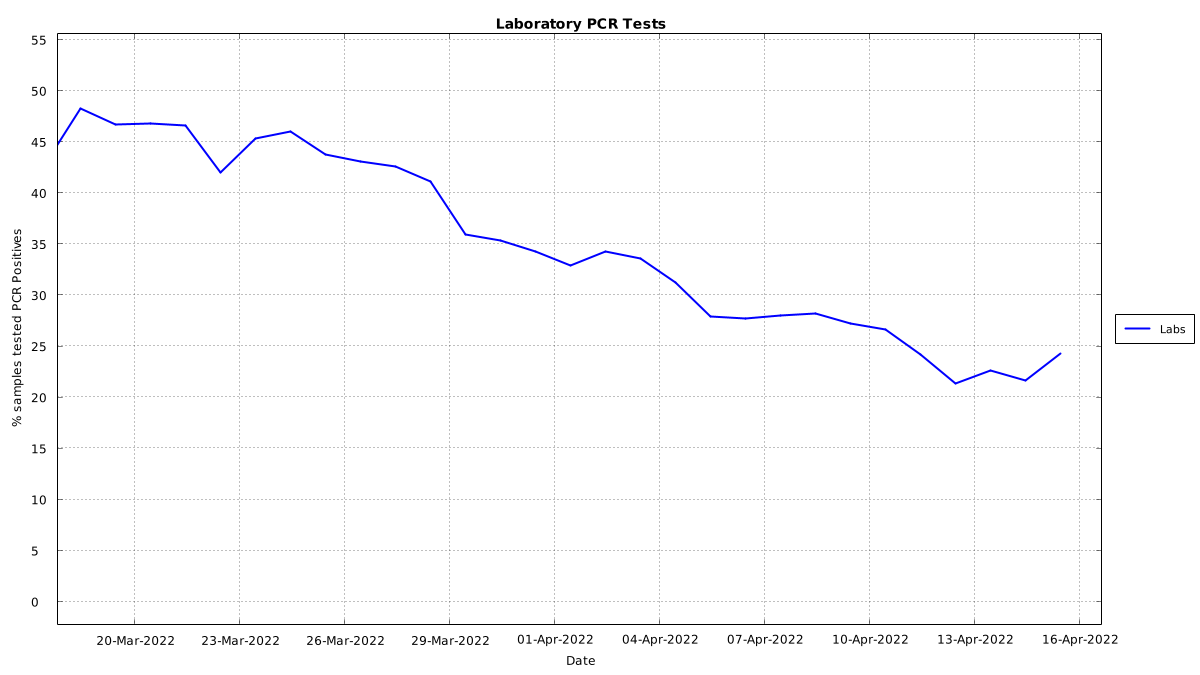 Laboratory PCR Tests
55
50
45
40
35
30
25
20
15
10
5
0
% samples tested PCR Positives
20-Mar-2022 23-Mar-2022 26-Mar-2022 29-Mar-2022 01-Apr-2022 04-Apr-2022 07-Apr-2022 10-Apr-2022 13-Apr-2022 16-Apr-2022
Date
Labs